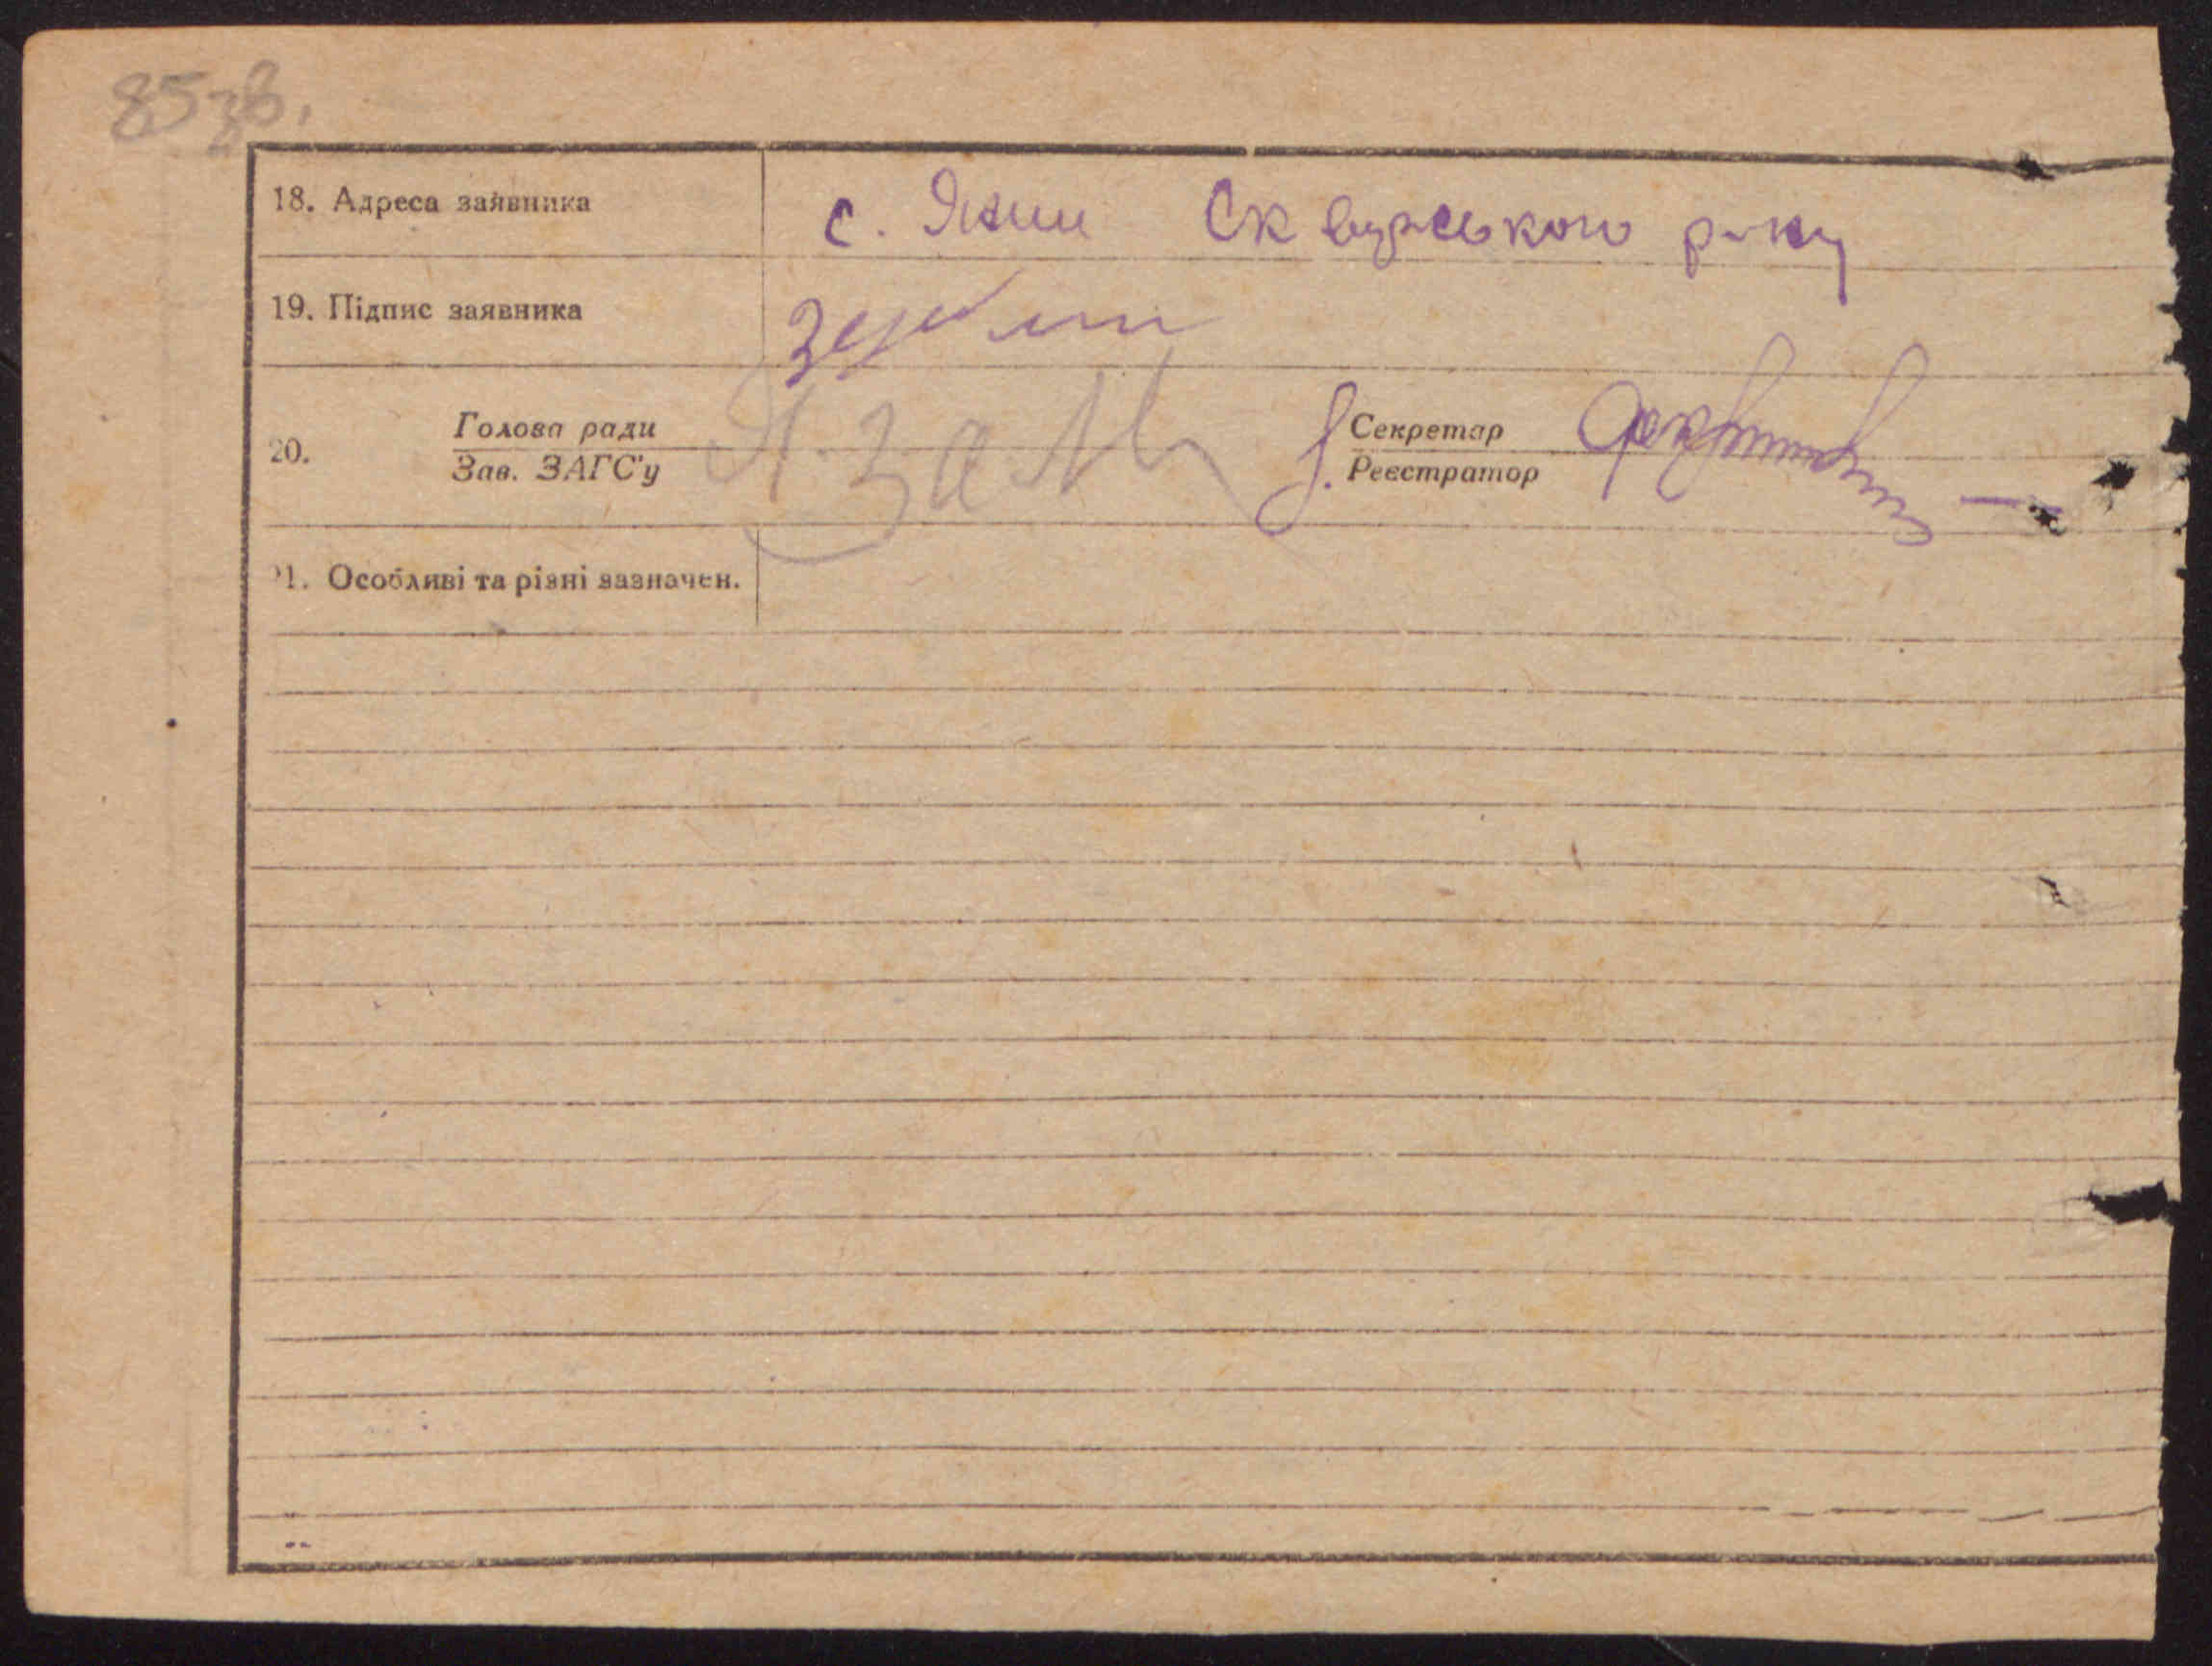 85зв.
18. Адреса заявника с. Яхни Сквирського р-ну
19. Підпис заявника
20. Голова ради Секретар
Зав. ЗАГС'у Реєстратор
21. Особливі та різні зазначен.